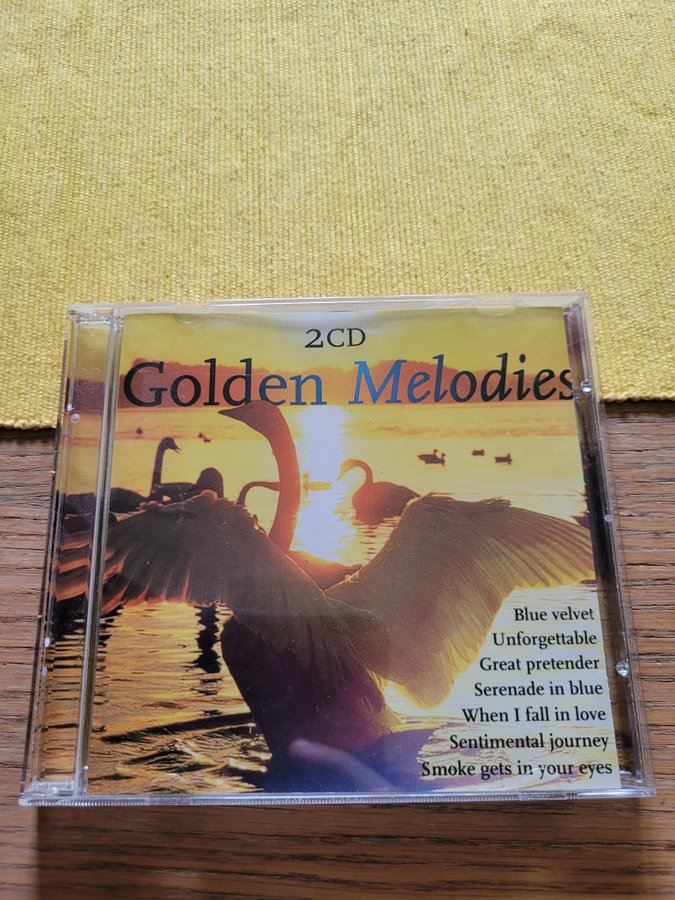 2CD
Golden Melodies
Blue velvet
Unforgettable
Great pretender
Serenade in blue
When I fall in love
Sentimental journey
Smoke gets in your eyes